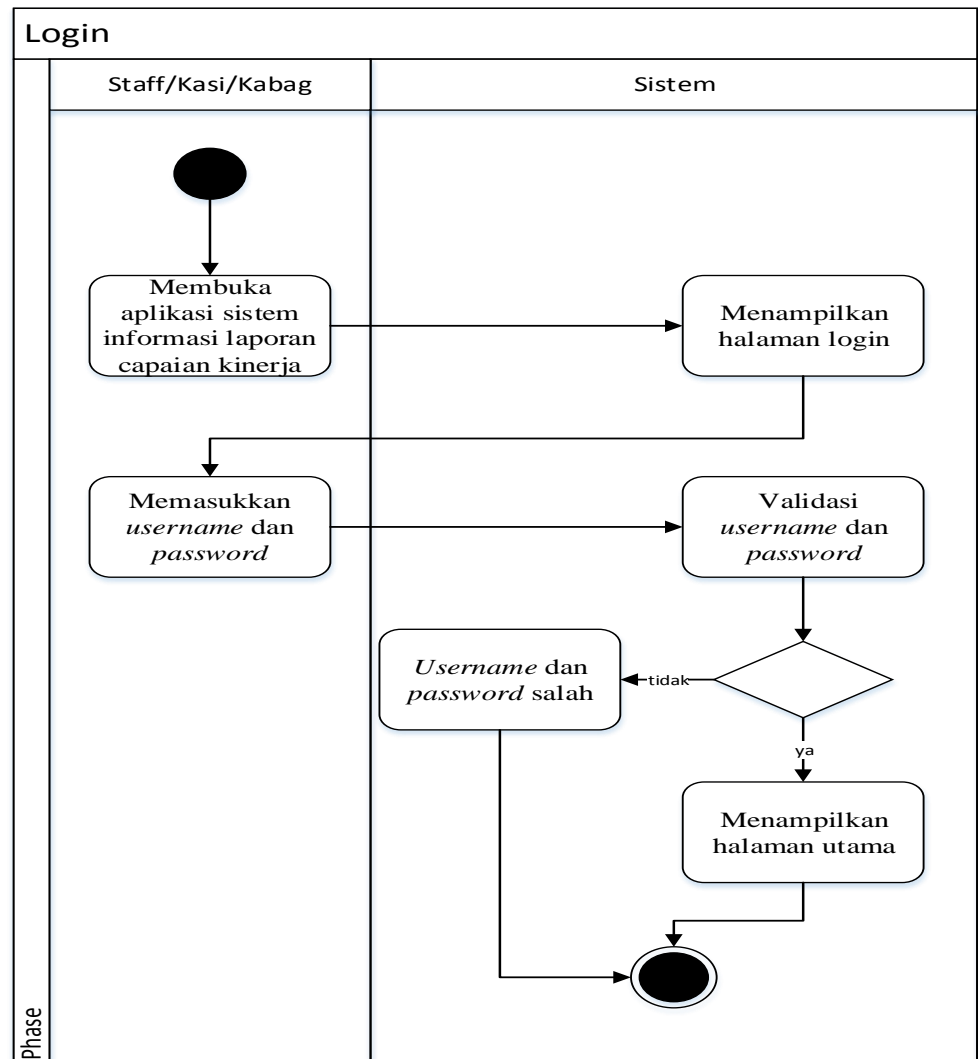 Login
Staff/Kasi/Kabag
Sistem
Membuka
aplikasi sistem
informasi laporan
capaian kinerja
Menampilkan
halaman login
Memasukkan
username dan
password
Validasi
username dan
password
Username dan
password salah
tidak
ya
Menampilkan
halaman utama
Phase